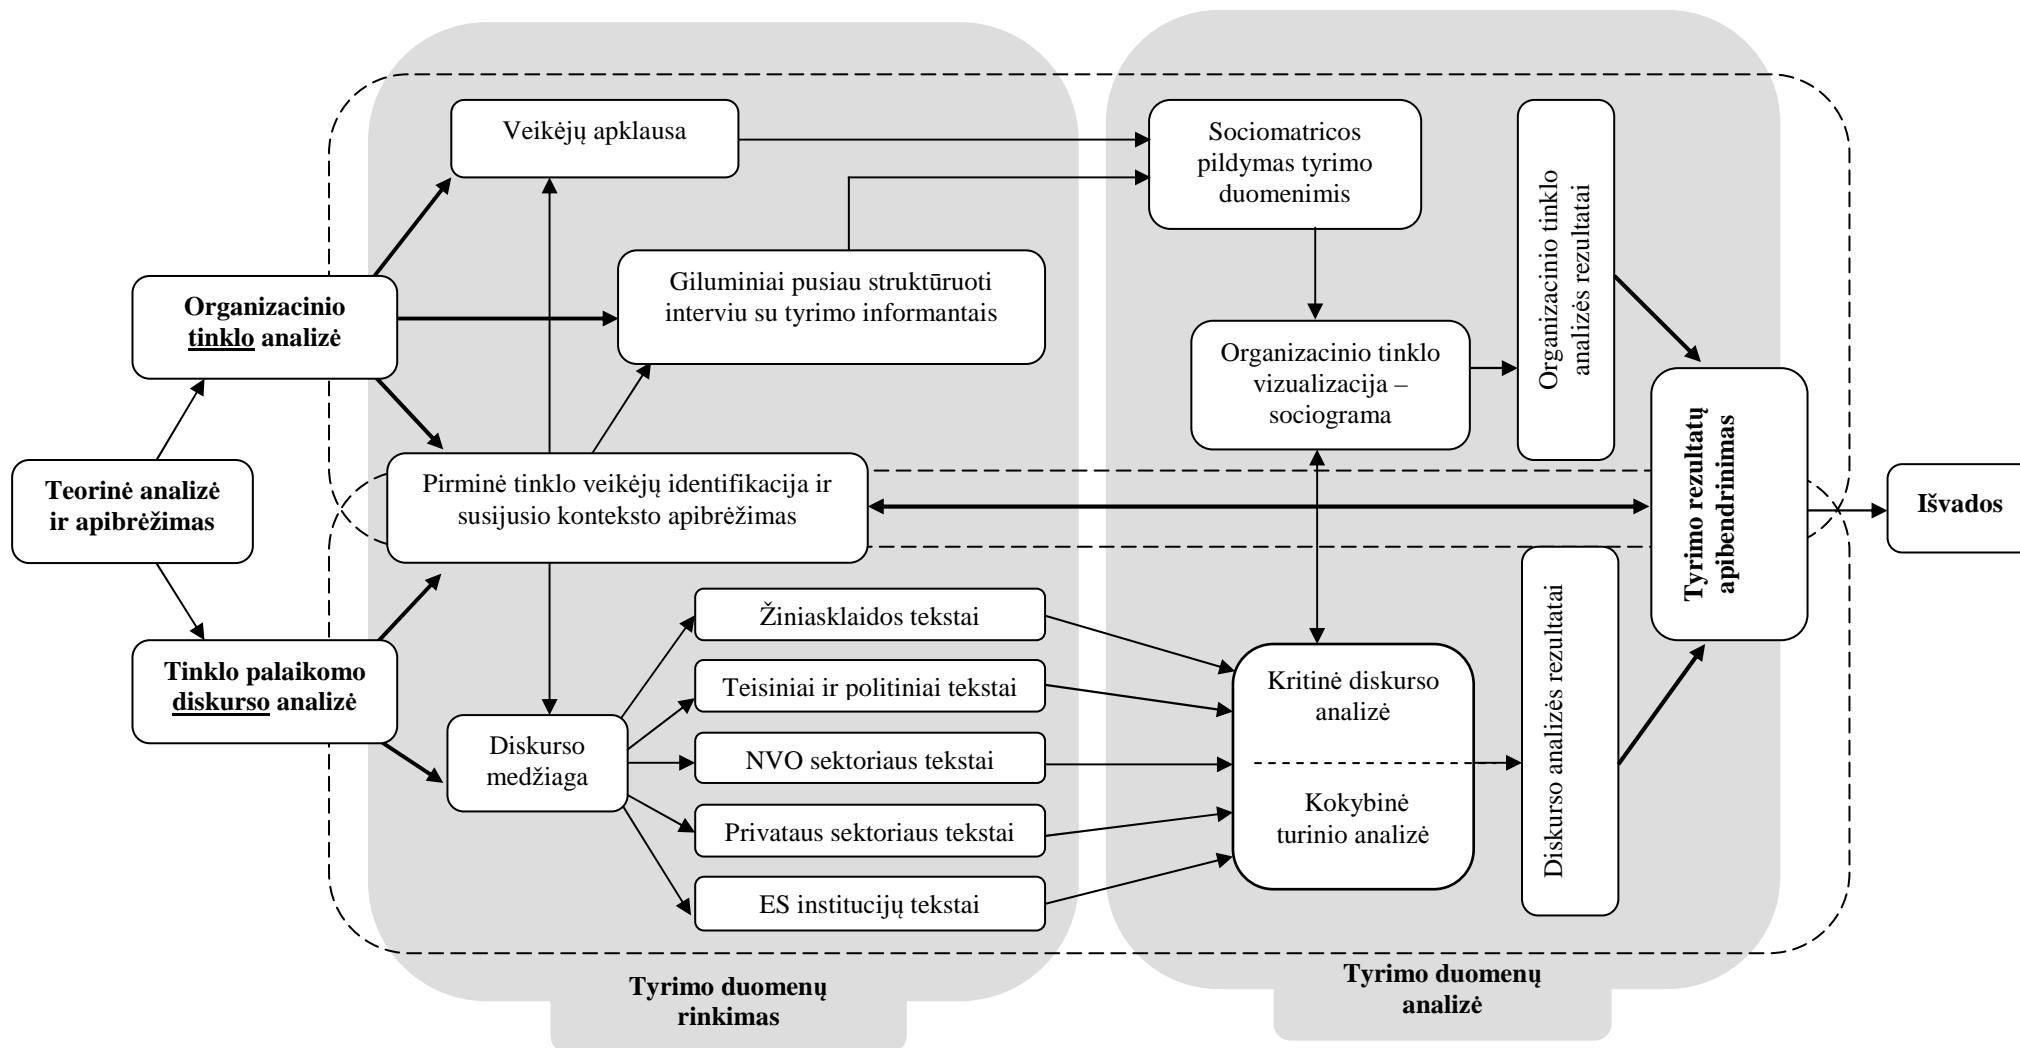 Veikėjų apklausa
Sociomatricos
pildymas tyrimo
duomenimis
Organizacinio tinklo
analizės rezultatai
Giluminiai pusiau struktūruoti
interviu su tyrimo informantais
Organizacinio
tinklo analizė
Organizacinio tinklo
vizualizacija –
sociograma
Tyrimo rezultatų
apibendrinimas
Teorinė analizė
ir apibrėžimas
Pirminė tinklo veikėjų identifikacija ir
susijusio konteksto apibrėžimas
Išvados
Tinklo palaikomo
diskurso analizė
Diskurso
medžiaga
Žiniasklaidos tekstai
Teisiniai ir politiniai tekstai
NVO sektoriaus tekstai
Privataus sektoriaus tekstai
ES institucijų tekstai
Kritinė diskurso
analizė
Kokybinė
turinio analizė
Diskurso analizės rezultatai
Tyrimo duomenų
rinkimas
Tyrimo duomenų
analizė